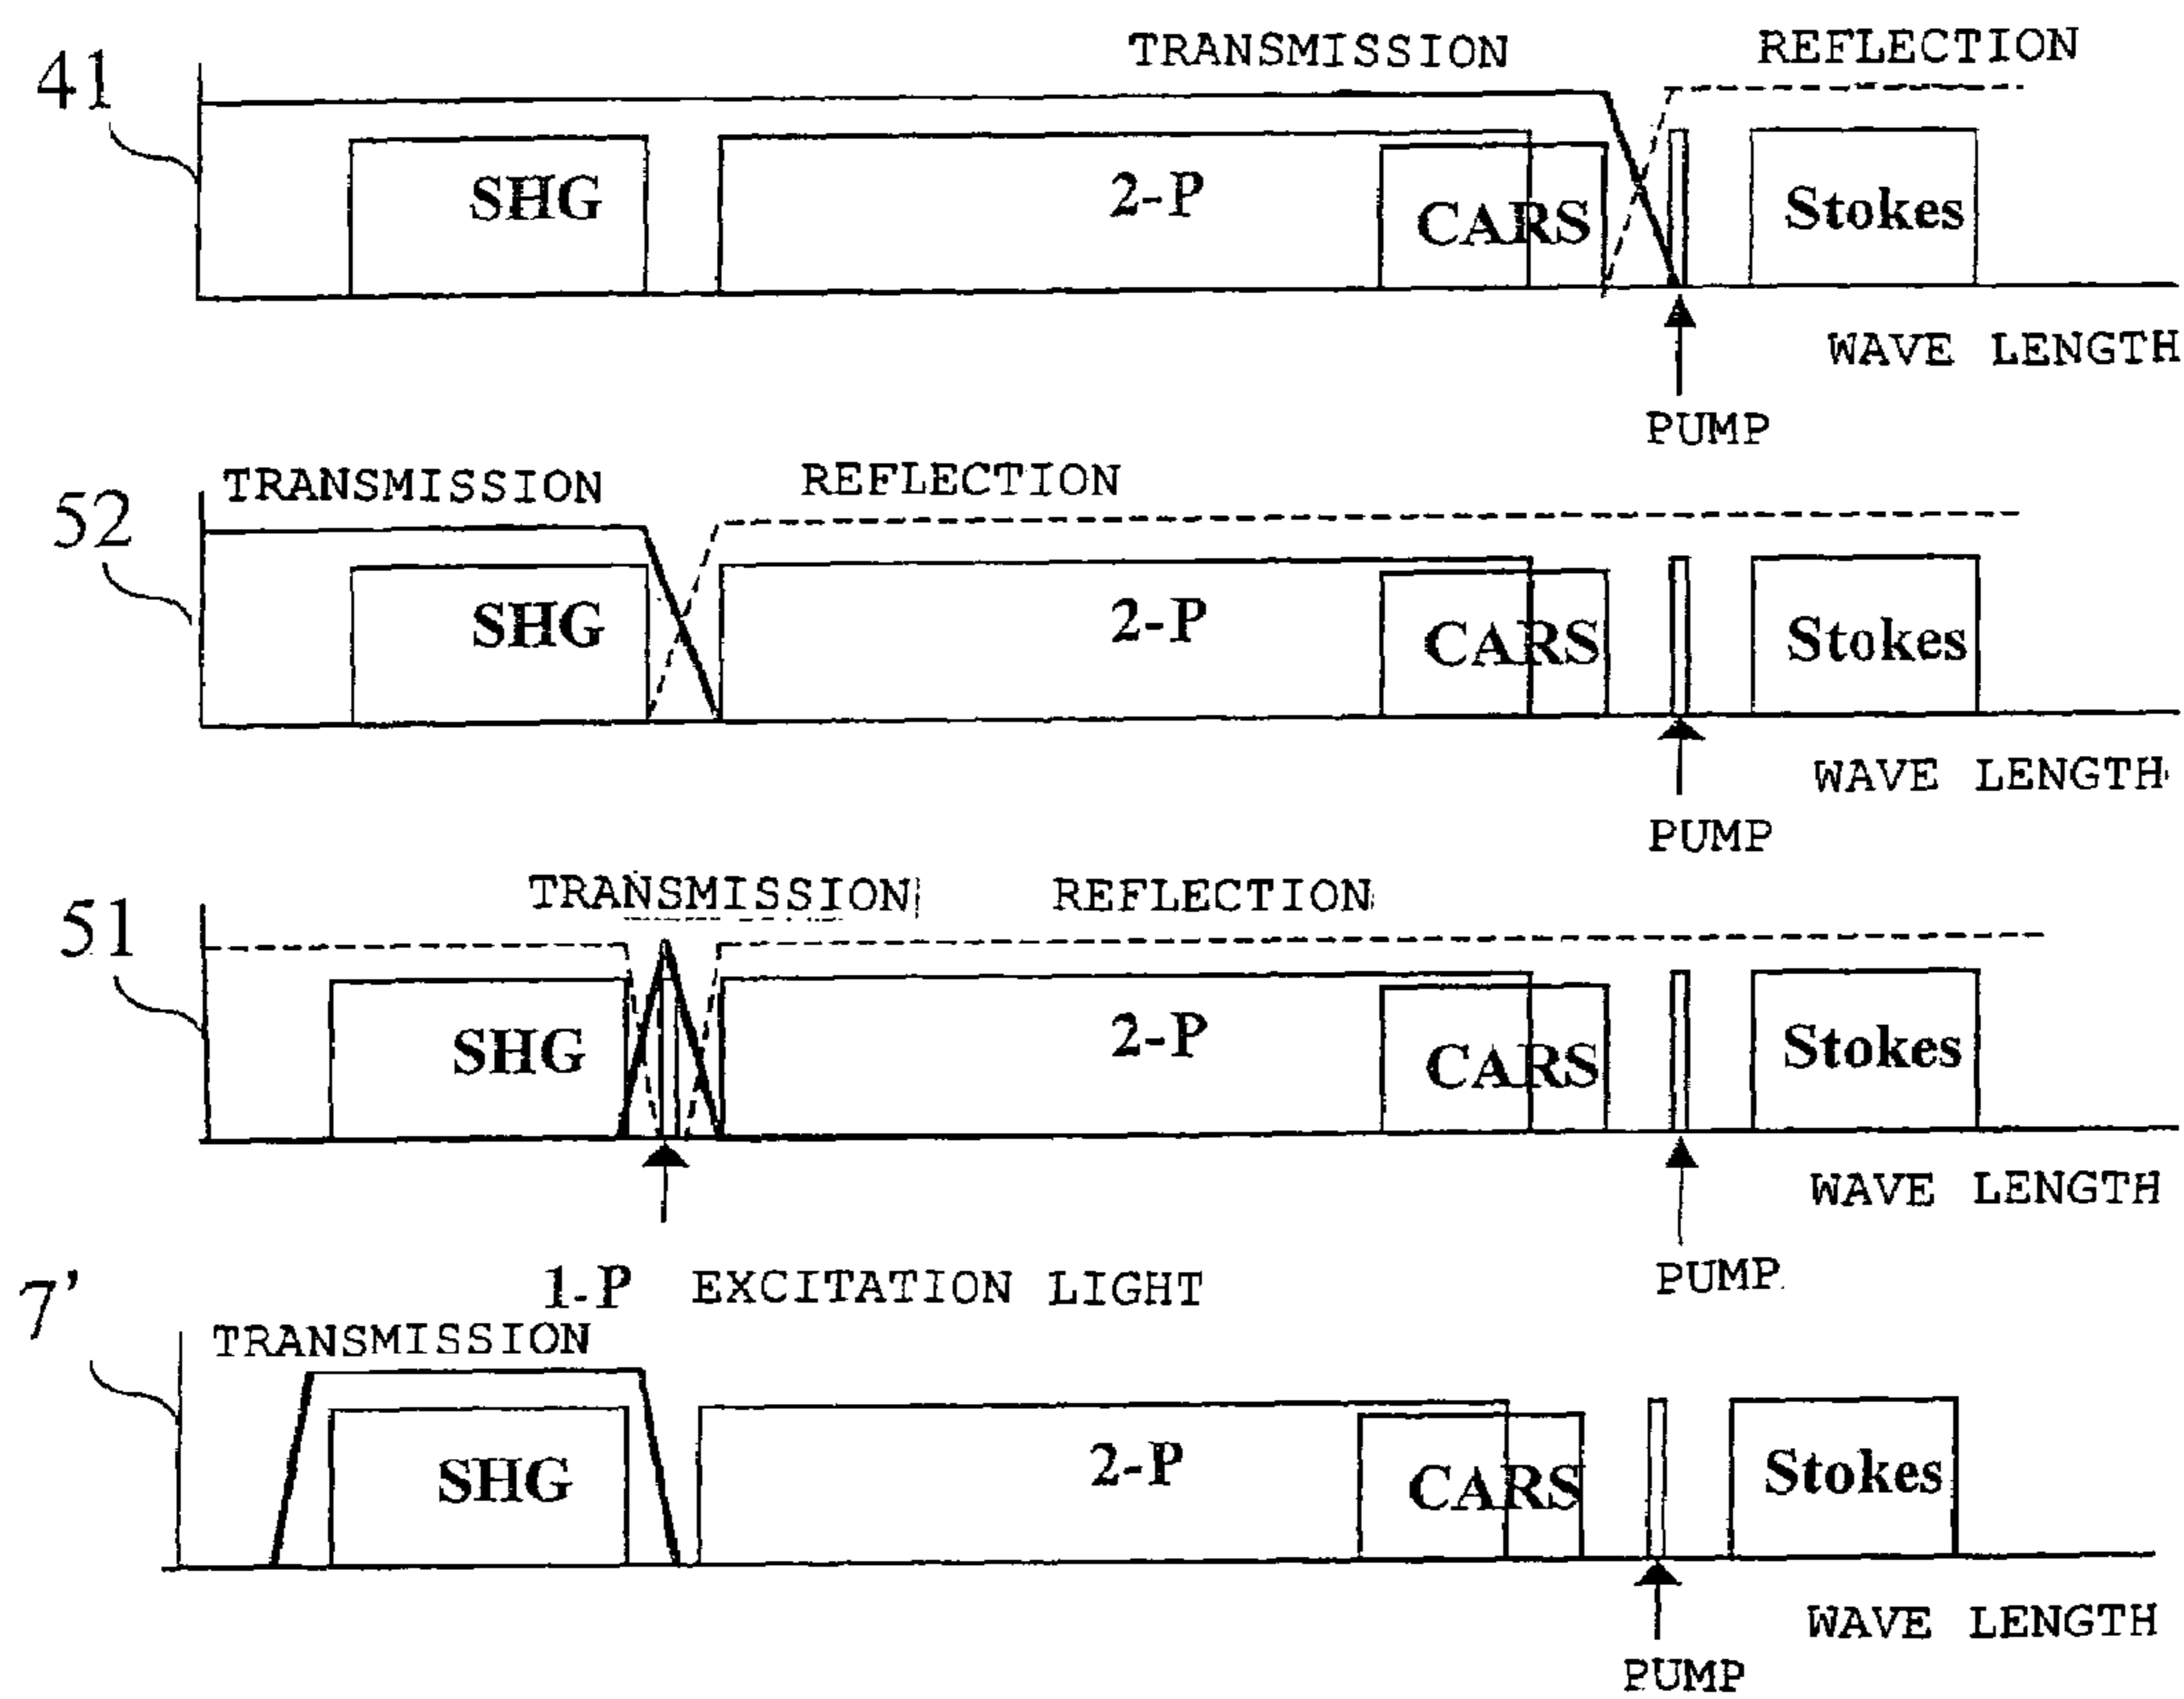 TRANSMISSION REFLECTION
41
SHG 2-P CARS Stokes
WAVE LENGTH
PUMP
TRANSMISSION REFLECTION
52
SHG 2-P CARS Stokes
WAVE LENGTH
PUMP
TRANSMISSION REFLECTION
51
SHG 2-P CARS Stokes
WAVE LENGTH
1-P EXCITATION LIGHT PUMP
7'
TRANSMISSION
SHG 2-P CARS Stokes
WAVE LENGTH
PUMP